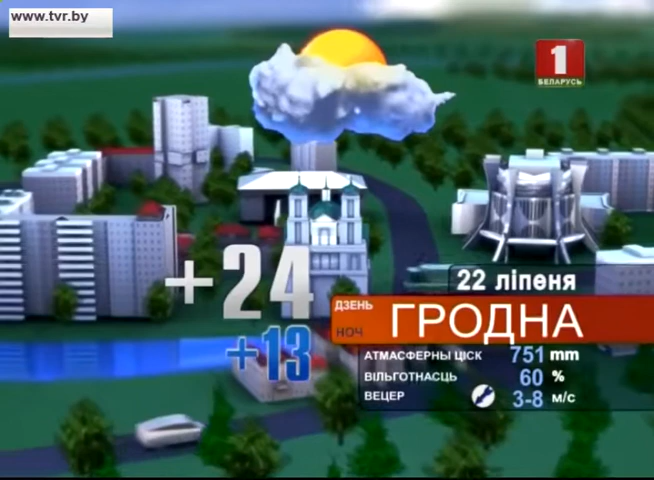 www.tvr.by
1
БЕЛАРУСЬ
+24
+13
22 ліпеня
ДЗЕНЬ
НОЧ
ГРОДНА
АТМАСФЕРНЫ ЦІСК 751 mm
ВІЛЬГОТНАСЦЬ 60 %
ВЕЦЕР 3-8 м/с